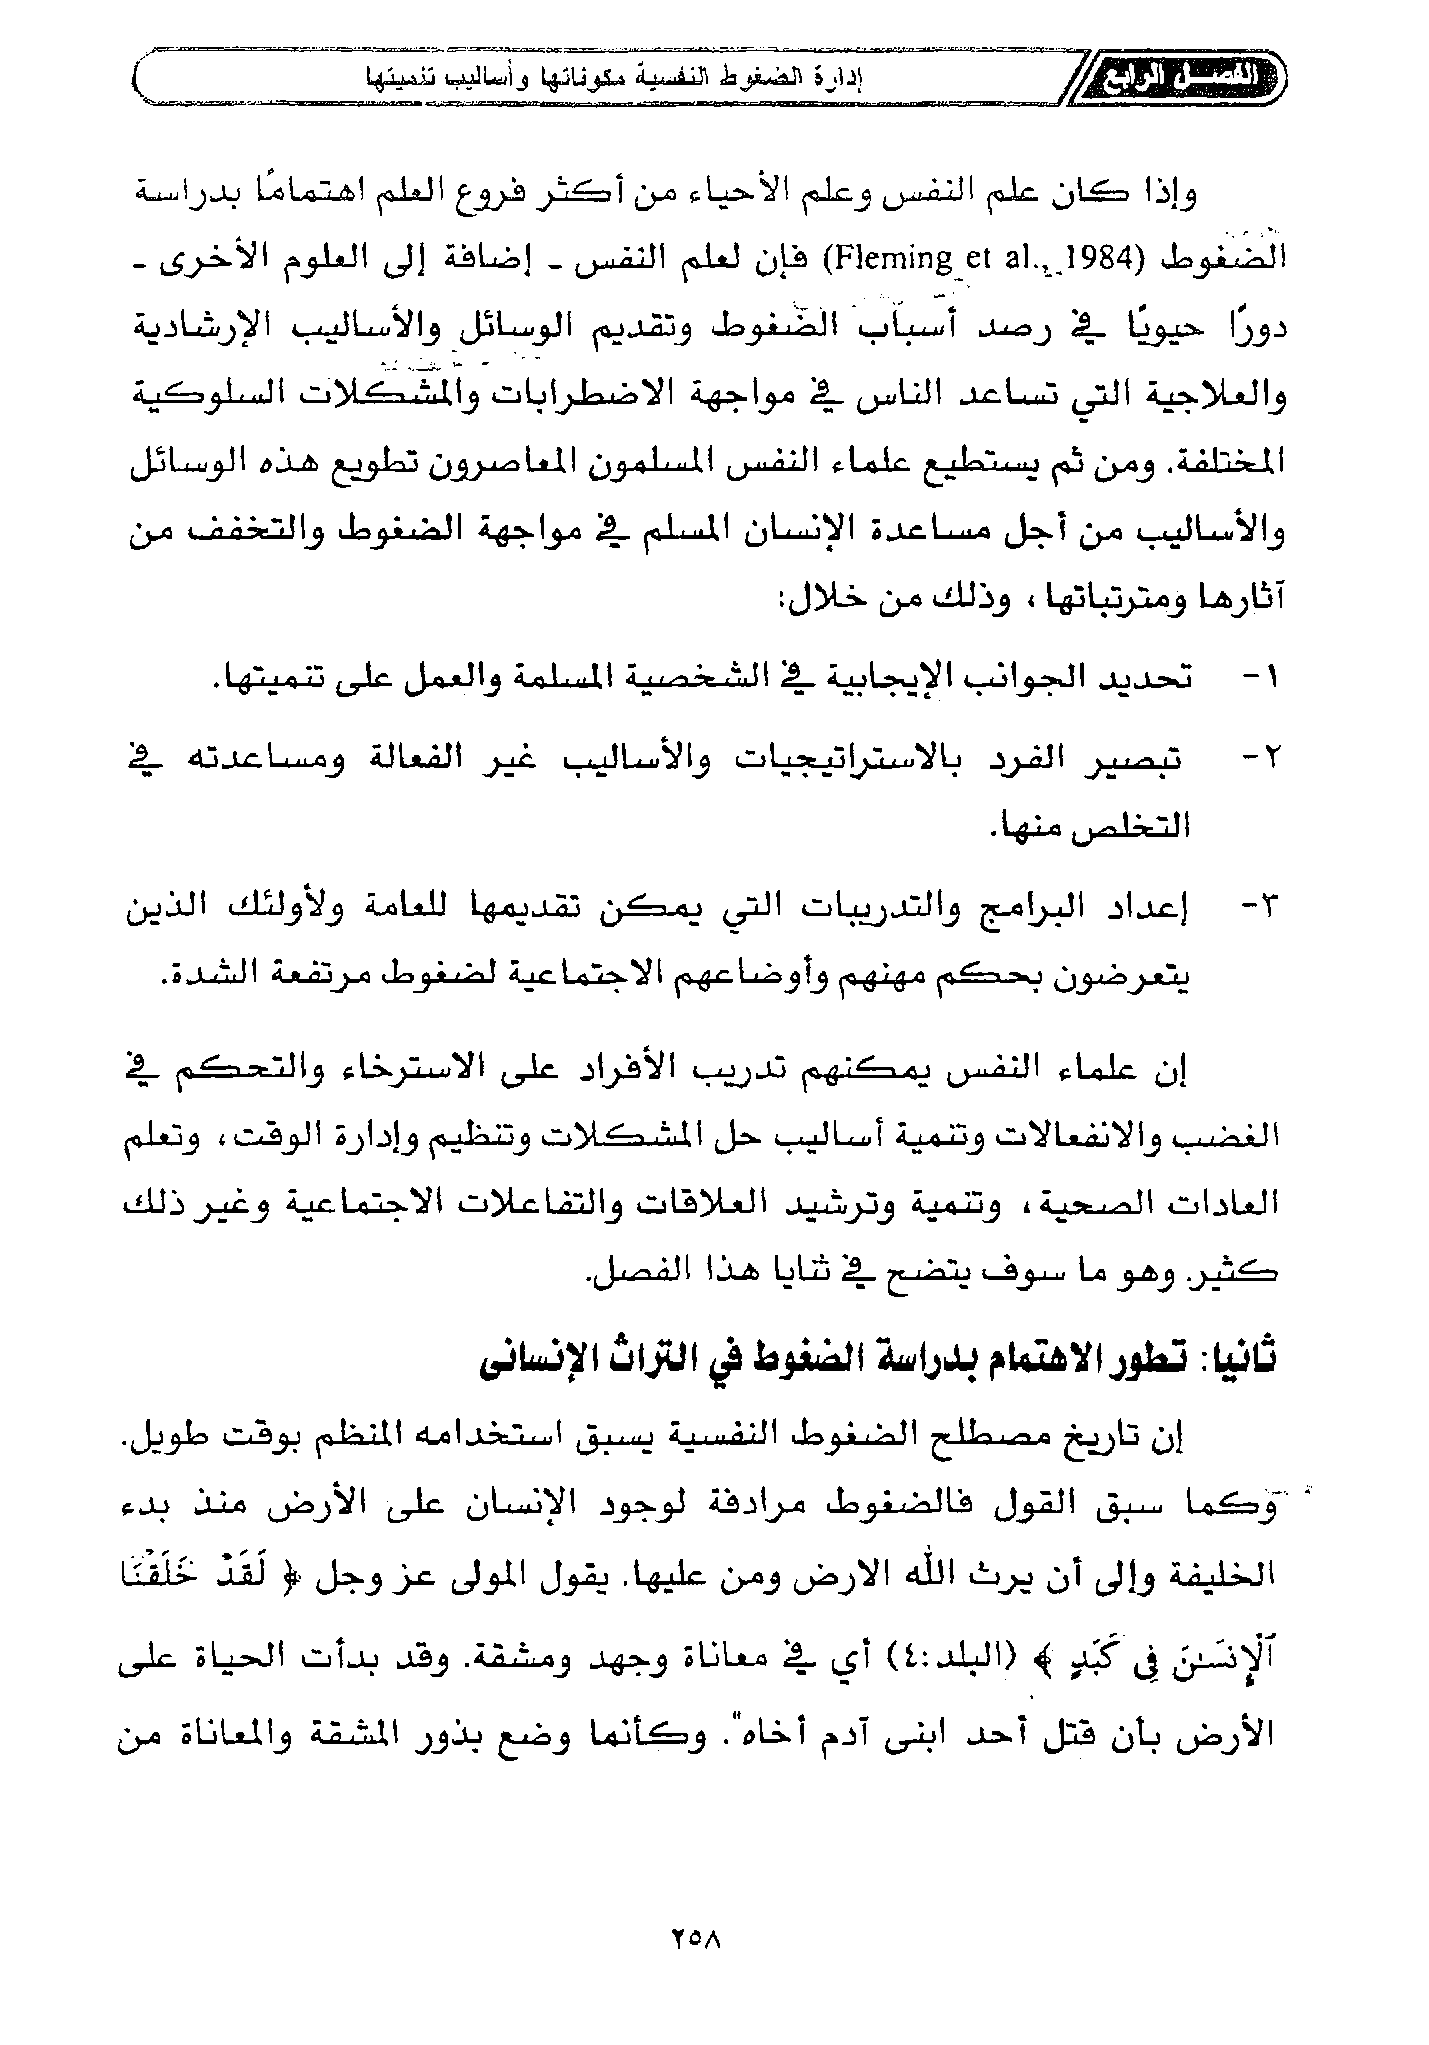 الفصل الرابع
إدارة الضغوط النفسية مكوناتها وأساليب تنميتها
وإذا كان علم النفس وعلم الأحياء من أكثر فروع العلم اهتمامًا بدراسة
الضغوط (Fleming et al., 1984) فإن لعلم النفس - إضافة إلى العلوم الأخرى -
دورًا حيويًا في رصد أسباب الضغوط وتقديم الوسائل والأساليب الإرشادية
والعلاجية التي تساعد الناس في مواجهة الاضطرابات والمشكلات السلوكية
المختلفة. ومن ثم يستطيع علماء النفس المسلمون المعاصرون تطويع هذه الوسائل
والأساليب من أجل مساعدة الإنسان المسلم في مواجهة الضغوط والتخفف من
آثارها ومترتباتها، وذلك من خلال:
١- تحديد الجوانب الإيجابية في الشخصية المسلمة والعمل على تنميتها.
٢- تبصير الفرد بالاستراتيجيات والأساليب غير الفعالة ومساعدته في
التخلص منها.
٣- إعداد البرامج والتدريبات التي يمكن تقديمها للعامة ولأولئك الذين
يتعرضون بحكم مهنهم وأوضاعهم الاجتماعية لضغوط مرتفعة الشدة.
إن علماء النفس يمكنهم تدريب الأفراد على الاسترخاء والتحكم في
الغضب والانفعالات وتنمية أساليب حل المشكلات وتنظيم وإدارة الوقت، وتعلم
العادات الصحية، وتنمية وترشيد العلاقات والتفاعلات الاجتماعية وغير ذلك
كثير. وهو ما سوف يتضح في ثنايا هذا الفصل.
ثانيا: تطور الاهتمام بدراسة الضغوط في التراث الإنسانى
إن تاريخ مصطلح الضغوط النفسية يسبق استخدامه المنظم بوقت طويل.
وكما سبق القول فالضغوط مرادفة لوجود الإنسان على الأرض منذ بدء
الخليفة وإلى أن يرث الله الارض ومن عليها. يقول المولى عز وجل ﴿ لَقَدْ خَلَقْنَا
ٱلْإِنسَـٰنَ فِى كَبَدٍ ﴾ (البلد:٤) أي في معاناة وجهد ومشقة. وقد بدأت الحياة على
الأرض بأن قتل أحد ابنى آدم أخاه". وكأنما وضع بذور المشقة والمعاناة من
٢٥٨